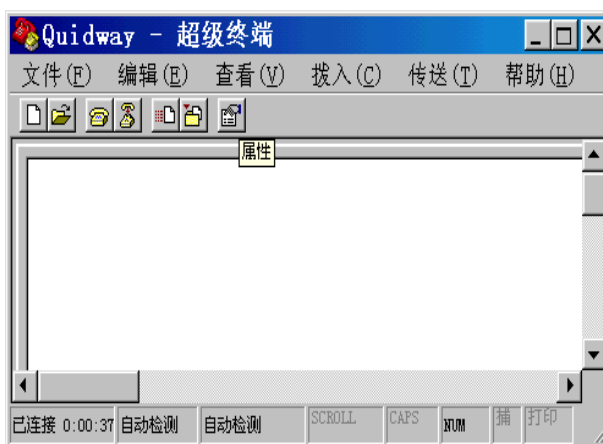 Quidway - 超级终端
文件(F) 编辑(E) 查看(V) 拨入(C) 传送(T) 帮助(H)
属性
已连接 0:00:37 自动检测 自动检测 SCROLL CAPS NUM 捕 打印